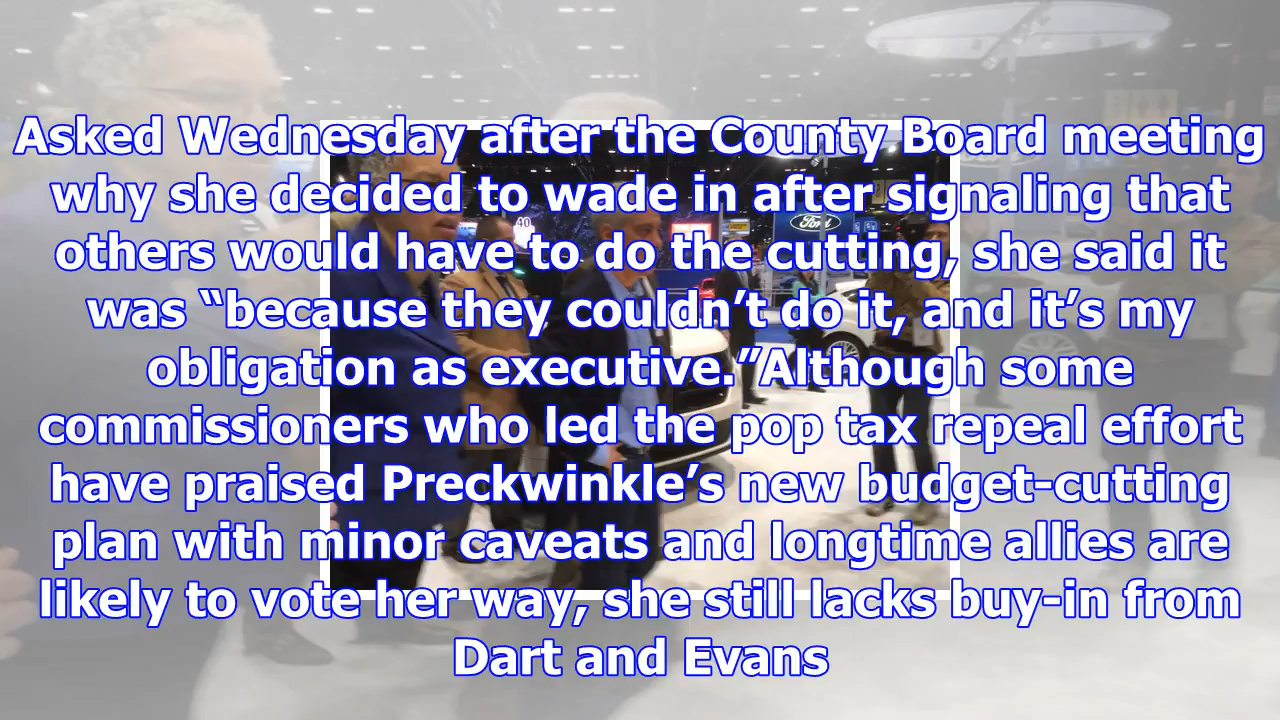 Asked Wednesday after the County Board meeting
why she decided to wade in after signaling that
others would have to do the cutting, she said it
was “because they couldn’t do it, and it’s my
obligation as executive.”Although some
commissioners who led the pop tax repeal effort
have praised Preckwinkle’s new budget-cutting
plan with minor caveats and longtime allies are
likely to vote her way, she still lacks buy-in from
Dart and Evans
Ford
40